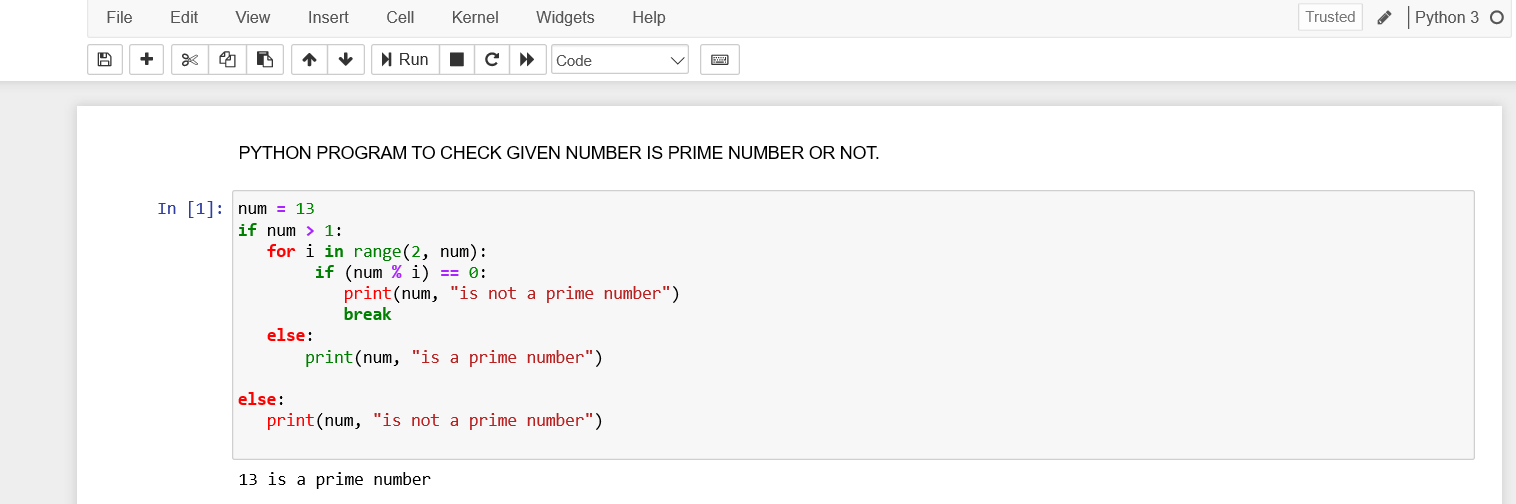 File Edit View Insert Cell Kernel Widgets Help Trusted Python 3
Run Code
PYTHON PROGRAM TO CHECK GIVEN NUMBER IS PRIME NUMBER OR NOT.
In [1]: num = 13
if num > 1:
   for i in range(2, num):
        if (num % i) == 0:
           print(num, "is not a prime number")
           break
   else:
       print(num, "is a prime number")
else:
   print(num, "is not a prime number")
13 is a prime number